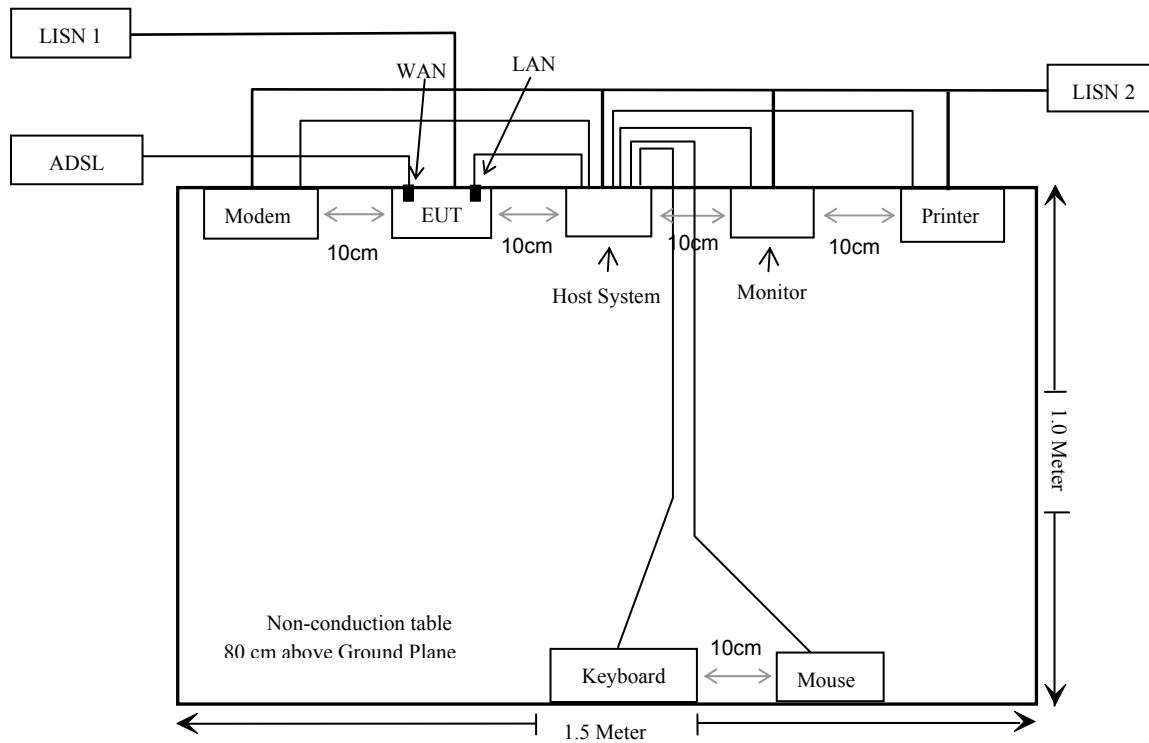 LISN 1
WAN
LAN
LISN 2
ADSL
Modem
EUT
Printer
10cm
10cm
10cm
10cm
Host System
Monitor
1.0 Meter
Non-conduction table
80 cm above Ground Plane
10cm
Keyboard
Mouse
1.5 Meter